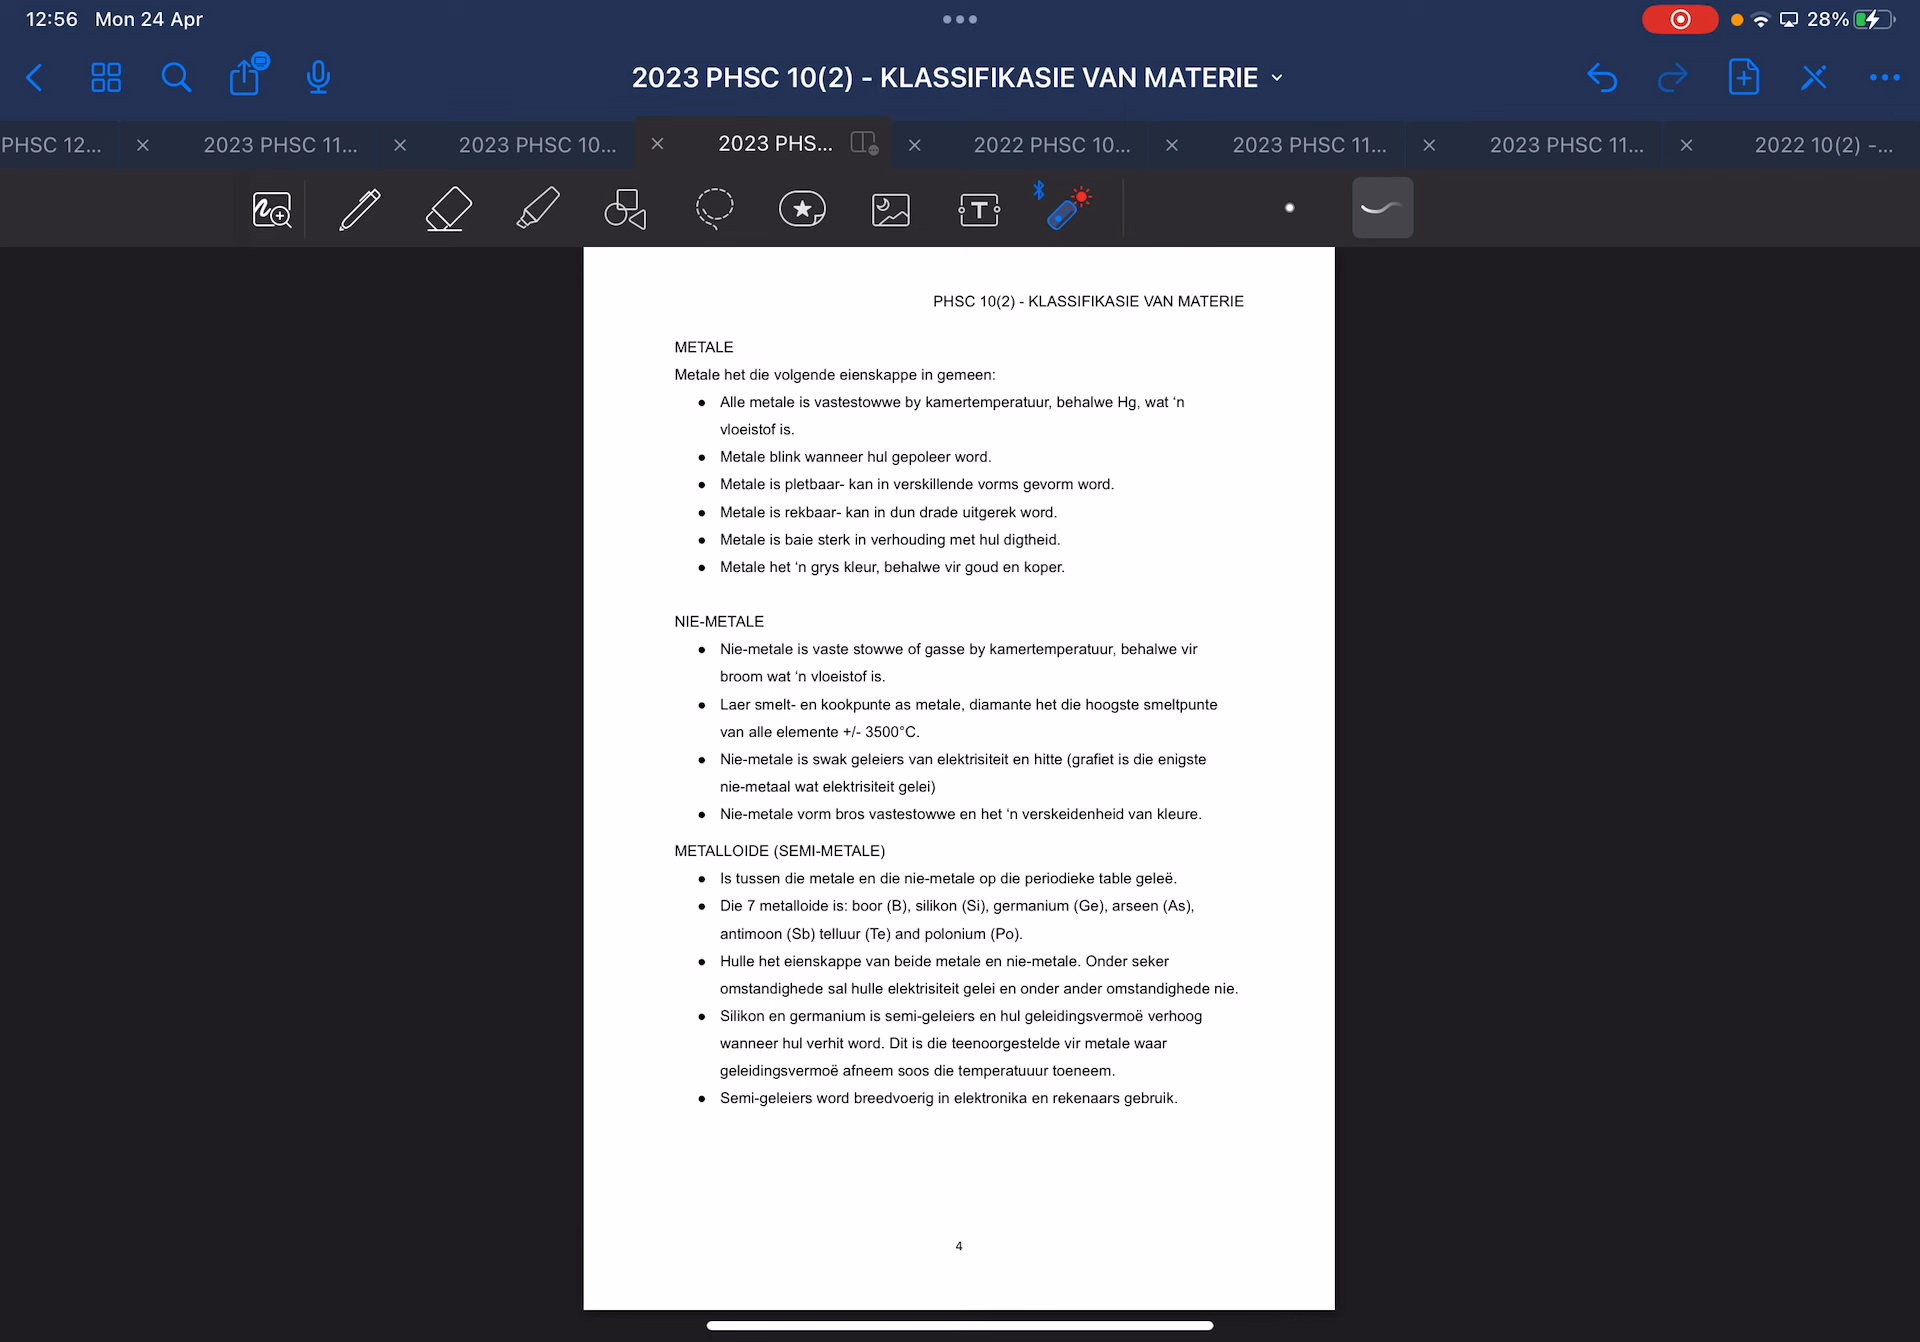 12:56 Mon 24 Apr
28%
2023 PHSC 10(2) - KLASSIFIKASIE VAN MATERIE
PHSC 12... 2023 PHSC 11... 2023 PHSC 10... 2023 PHS... 2022 PHSC 10... 2023 PHSC 11... 2023 PHSC 11... 2022 10(2) -...
T
PHSC 10(2) - KLASSIFIKASIE VAN MATERIE
METALE
Metale het die volgende eienskappe in gemeen:
● Alle metale is vastestowwe by kamertemperatuur, behalwe Hg, wat ‘n
vloeistof is.
● Metale blink wanneer hul gepoleer word.
● Metale is pletbaar- kan in verskillende vorms gevorm word.
● Metale is rekbaar- kan in dun drade uitgerek word.
● Metale is baie sterk in verhouding met hul digtheid.
● Metale het ‘n grys kleur, behalwe vir goud en koper.
NIE-METALE
● Nie-metale is vaste stowwe of gasse by kamertemperatuur, behalwe vir
broom wat ‘n vloeistof is.
● Laer smelt- en kookpunte as metale, diamante het die hoogste smeltpunte
van alle elemente +/- 3500°C.
● Nie-metale is swak geleiers van elektrisiteit en hitte (grafiet is die enigste
nie-metaal wat elektrisiteit gelei)
● Nie-metale vorm bros vastestowwe en het ‘n verskeidenheid van kleure.
METALLOIDE (SEMI-METALE)
● Is tussen die metale en die nie-metale op die periodieke table geleë.
● Die 7 metalloide is: boor (B), silikon (Si), germanium (Ge), arseen (As),
antimoon (Sb) telluur (Te) and polonium (Po).
● Hulle het eienskappe van beide metale en nie-metale. Onder seker
omstandighede sal hulle elektrisiteit gelei en onder ander omstandighede nie.
● Silikon en germanium is semi-geleiers en hul geleidingsvermoë verhoog
wanneer hul verhit word. Dit is die teenoorgestelde vir metale waar
geleidingsvermoë afneem soos die temperatuuur toeneem.
● Semi-geleiers word breedvoerig in elektronika en rekenaars gebruik.
4